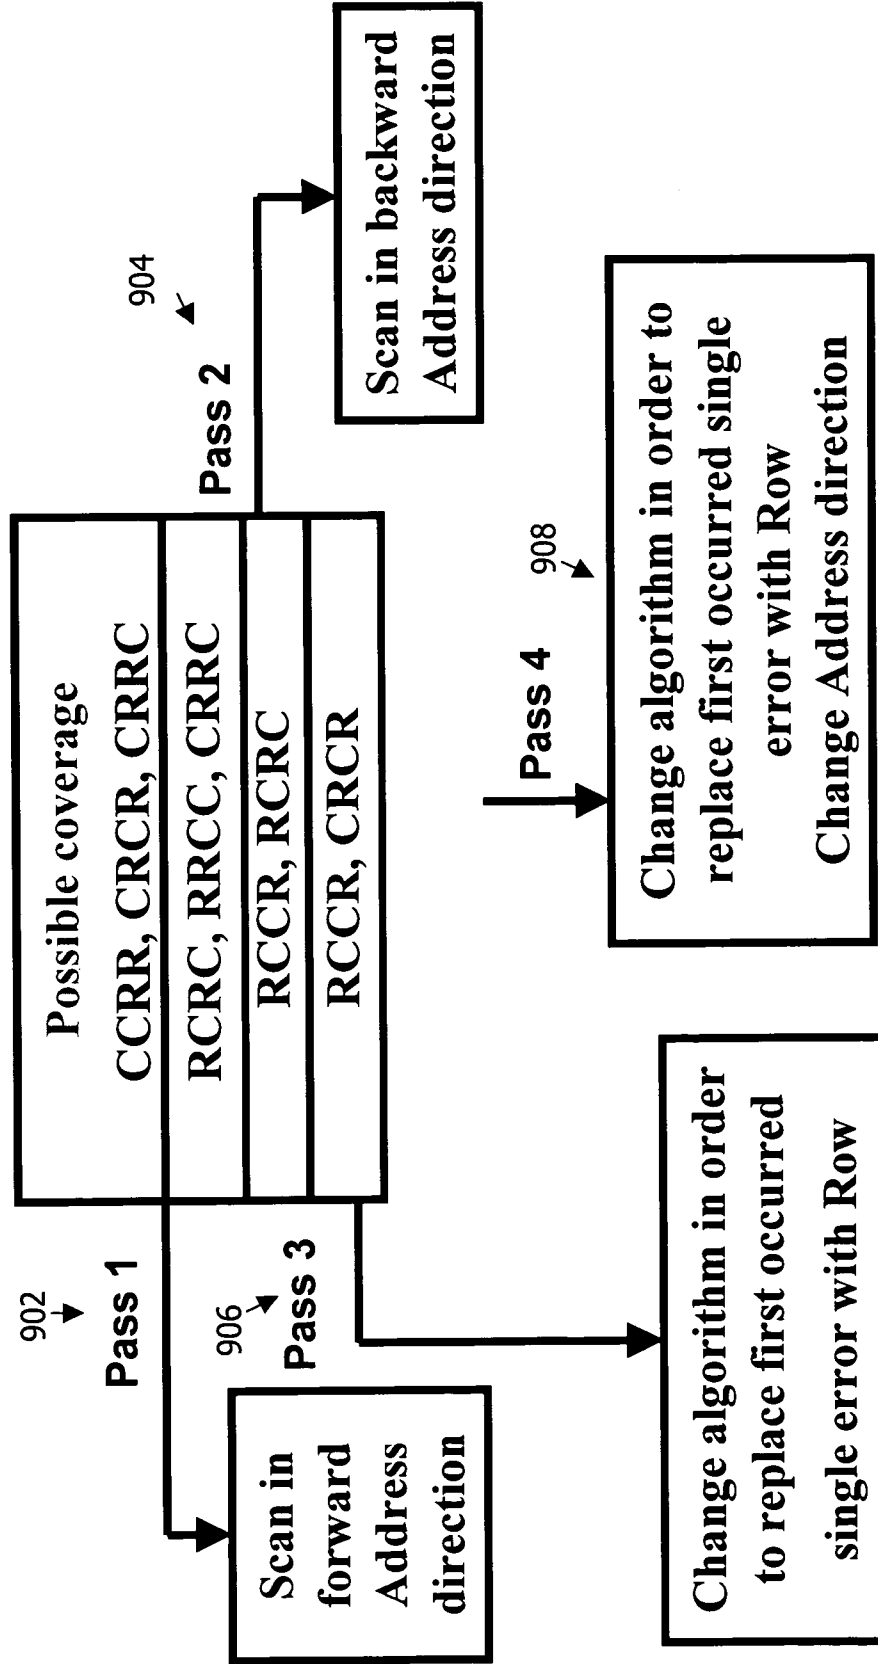 902
Pass 1
Scan in
forward
Address
direction
Possible coverage
CCRR, CRCR, CRRC
RCRC, RRCC, CRRC
RCCR, RCRC
RCCR, CRCR
904
Pass 2
Scan in backward
Address direction
906
Pass 3
Change algorithm in order
to replace first occurred
single error with Row
Pass 4
908
Change algorithm in order to
replace first occurred single
error with Row
Change Address direction